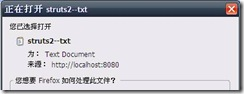 正在打开 struts2--txt
您已选择打开
struts2--txt
为： Text Document
来源： http://localhost:8080
您想要 Firefox 如何处理此文件？